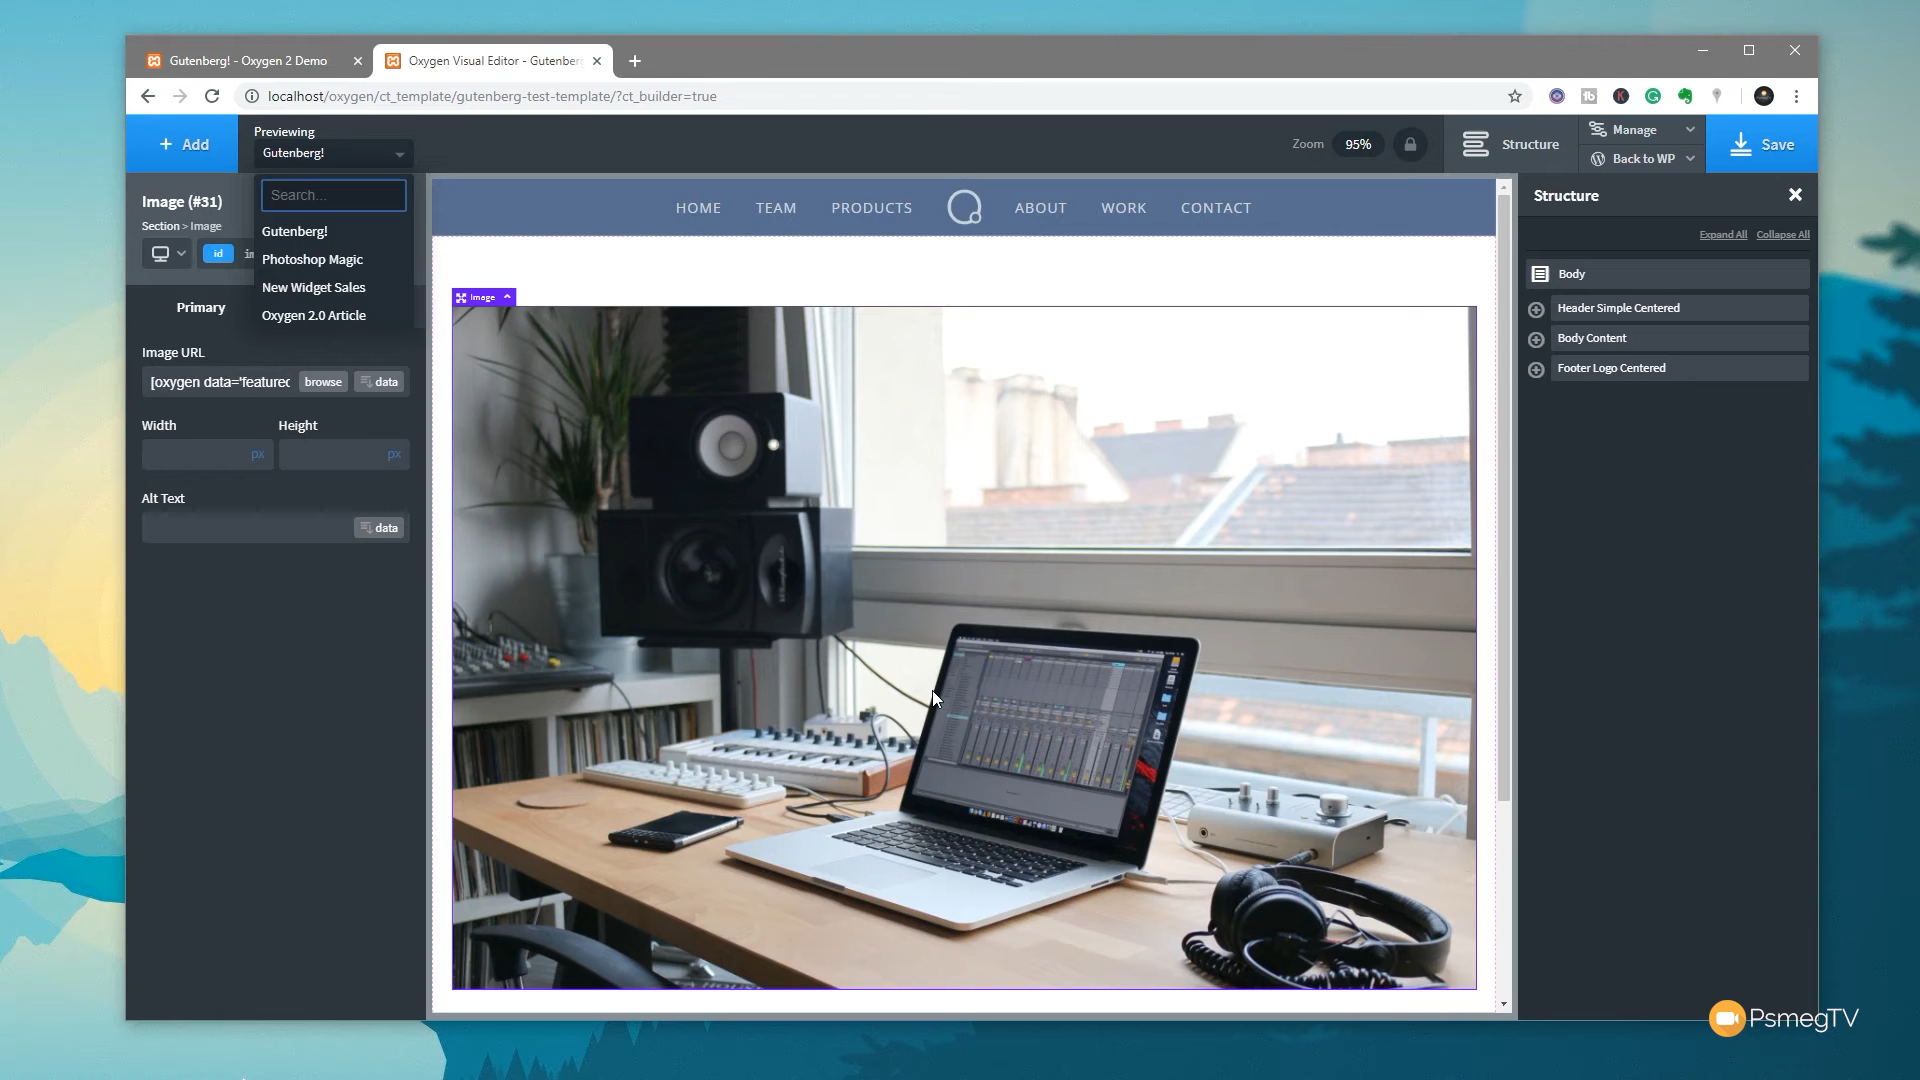 Gutenberg! - Oxygen 2 Demo
Oxygen Visual Editor - Gutenber
localhost/oxygen/ct_template/gutenberg-test-template/?ct_builder=true
+ Add
Previewing
Gutenberg!
Zoom 95%
Structure
Manage
Back to WP
Save
Image (#31)
Section > Image
id
Search...
Gutenberg!
Photoshop Magic
New Widget Sales
Oxygen 2.0 Article
Primary
Image URL
[oxygen data='featured
browse
data
Width
Height
px
px
Alt Text
data
HOME
TEAM
PRODUCTS
ABOUT
WORK
CONTACT
Image
Structure
Expand All
Collapse All
Body
Header Simple Centered
Body Content
Footer Logo Centered
PsmegTV